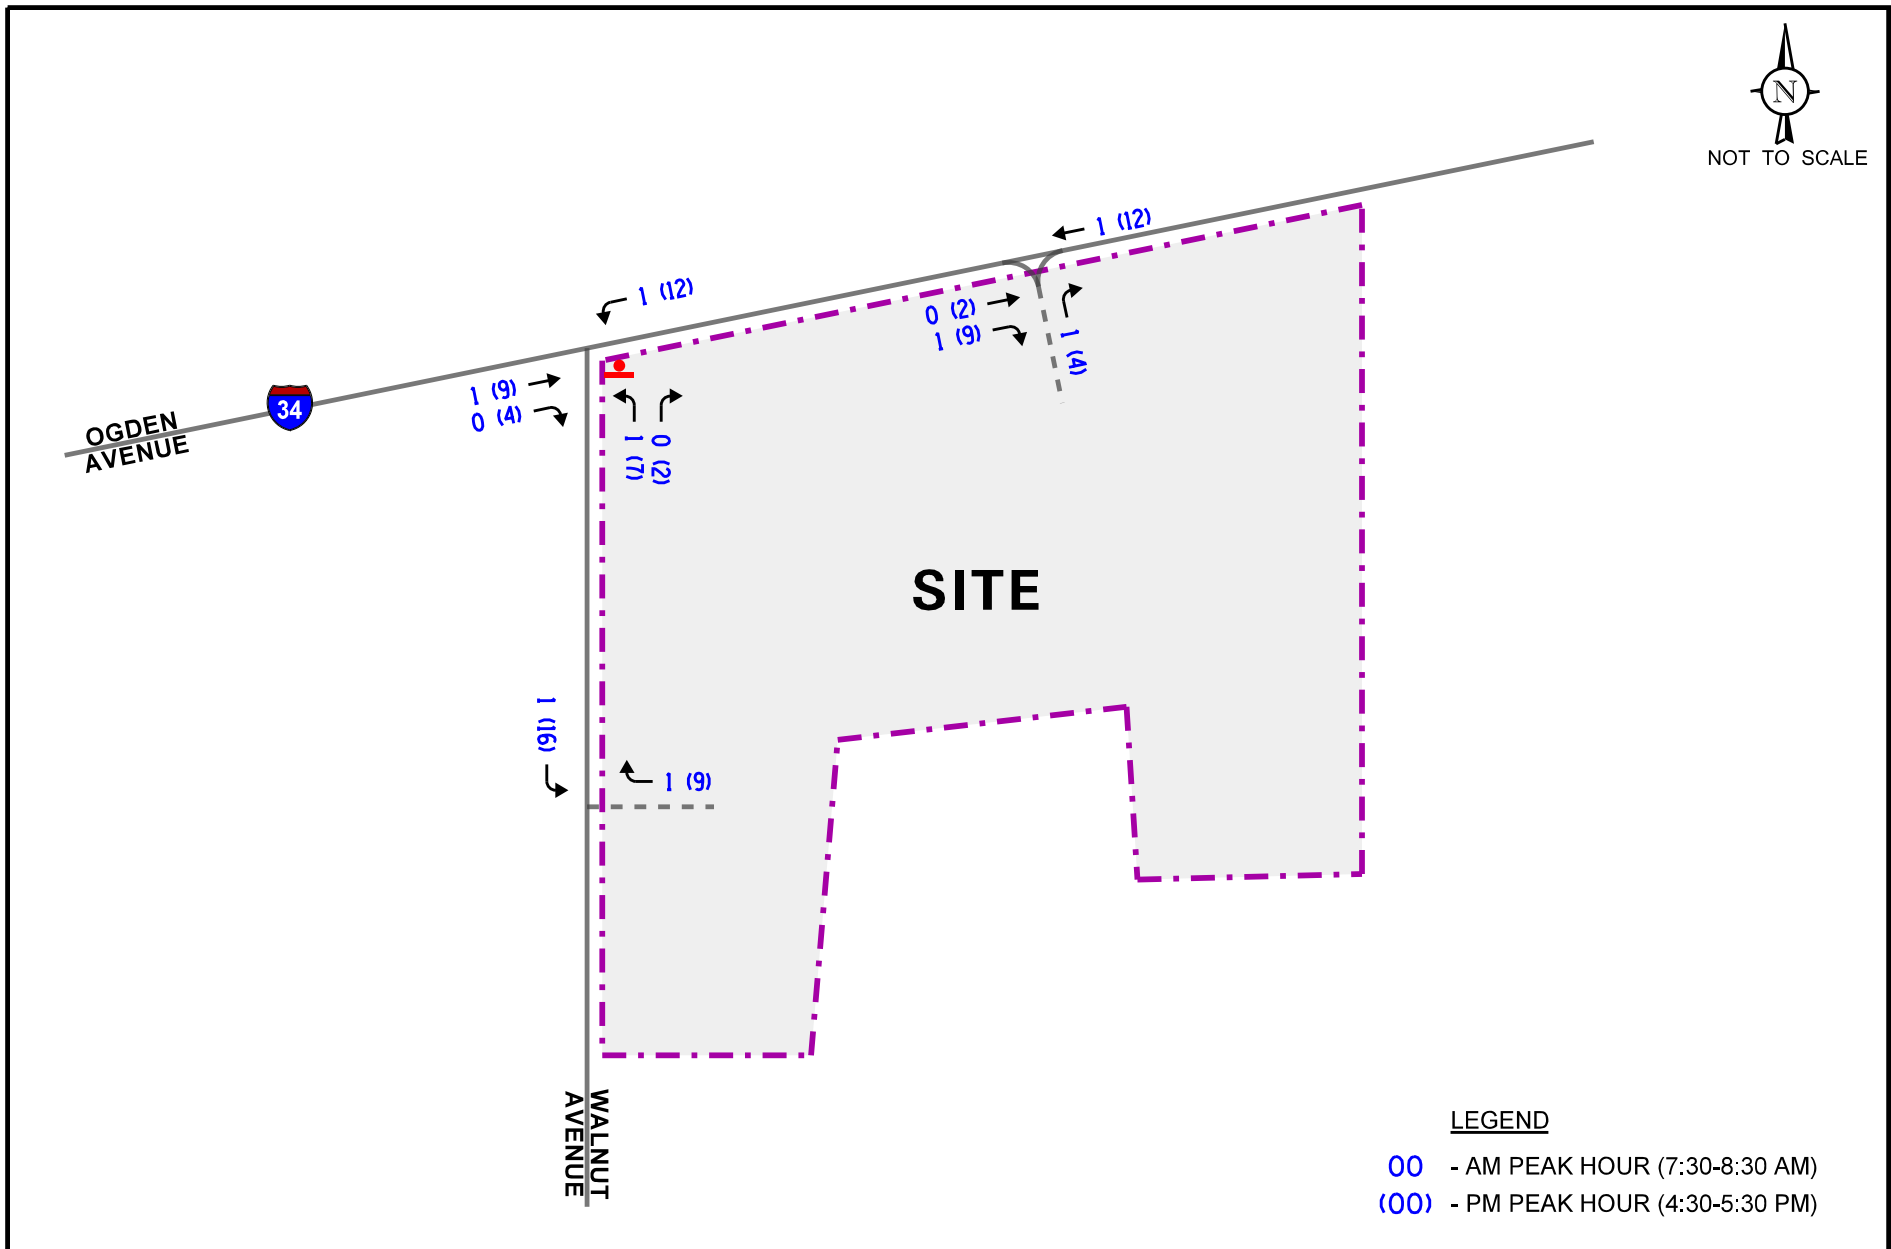 N
NOT TO SCALE
1 (12)
1 (12)
0 (2)
1 (9)
1 (4)
1 (9)
0 (4)
34
OGDEN
AVENUE
1 (7)
0 (2)
SITE
1 (16)
1 (9)
WALNUT
AVENUE
LEGEND
00 - AM PEAK HOUR (7:30-8:30 AM)
(00) - PM PEAK HOUR (4:30-5:30 PM)